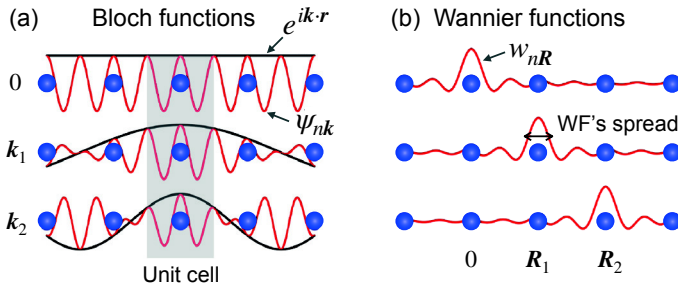 (a) Bloch functions
e^{ik·r}
0
ψ_{nk}
k_1
k_2
Unit cell
(b) Wannier functions
w_{nR}
WF's spread
0 R_1 R_2